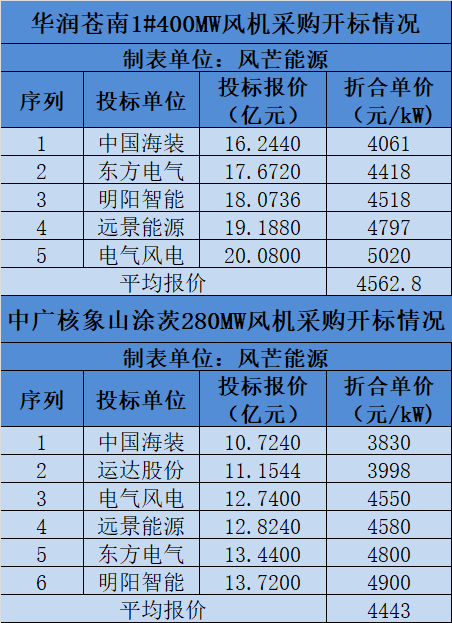 华润苍南1#400MW风机采购开标情况
制表单位：风芒能源
序列 投标单位 投标报价（亿元） 折合单价（元/kW）
1 中国海装 16.2440 4061
2 东方电气 17.6720 4418
3 明阳智能 18.0736 4518
4 远景能源 19.1880 4797
5 电气风电 20.0800 5020
平均报价 4562.8
中广核象山涂茨280MW风机采购开标情况
制表单位：风芒能源
序列 投标单位 投标报价（亿元） 折合单价（元/kW）
1 中国海装 10.7240 3830
2 运达股份 11.1544 3998
3 电气风电 12.7400 4550
4 远景能源 12.8240 4580
5 东方电气 13.4400 4800
6 明阳智能 13.7200 4900
平均报价 4443